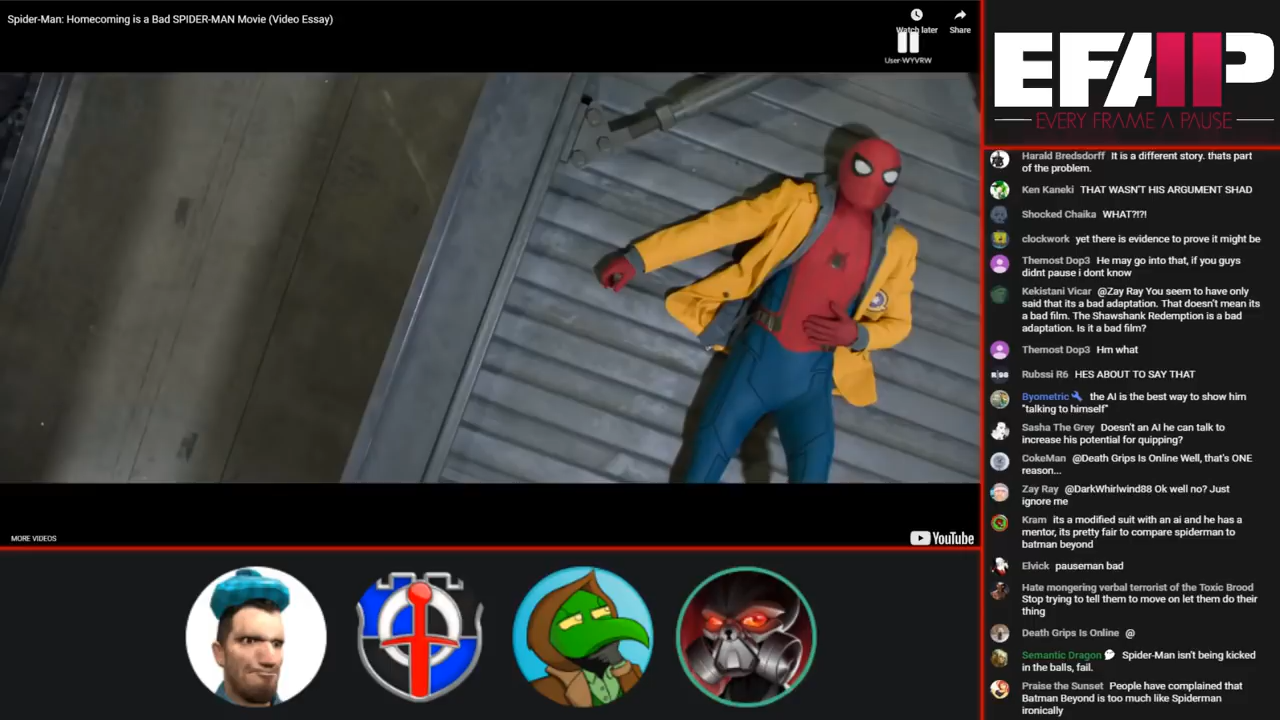 Spider-Man: Homecoming is a Bad SPIDER-MAN Movie (Video Essay)
Watch later
Share
User-WYVRW
MORE VIDEOS
YouTube
EFAP
EVERY FRAME A PAUSE
Harald Bredsdorff It is a different story. thats part
of the problem.
Ken Kaneki THAT WASN'T HIS ARGUMENT SHAD
Shocked Chaika WHAT?!?!
clockwork yet there is evidence to prove it might be
Themost Dop3 He may go into that, if you guys
didnt pause i dont know
Kekistani Vicar @Zay Ray You seem to have only
said that its a bad adaptation. That doesn't mean its
a bad film. The Shawshank Redemption is a bad
adaptation. Is it a bad film?
Themost Dop3 Hm what
Rubssi R6 HES ABOUT TO SAY THAT
Byometric the AI is the best way to show him
"talking to himself"
Sasha The Grey Doesn't an AI he can talk to
increase his potential for quipping?
CokeMan @Death Grips Is Online Well, that's ONE
reason...
Zay Ray @DarkWhirlwind88 Ok well no? Just
ignore me
Kram its a modified suit with an ai and he has a
mentor, its pretty fair to compare spiderman to
batman beyond
Elvick pauseman bad
Hate mongering verbal terrorist of the Toxic Brood
Stop trying to tell them to move on let them do their
thing
Death Grips Is Online @
Semantic Dragon Spider-Man isn't being kicked
in the balls, fail.
Praise the Sunset People have complained that
Batman Beyond is too much like Spiderman
ironically